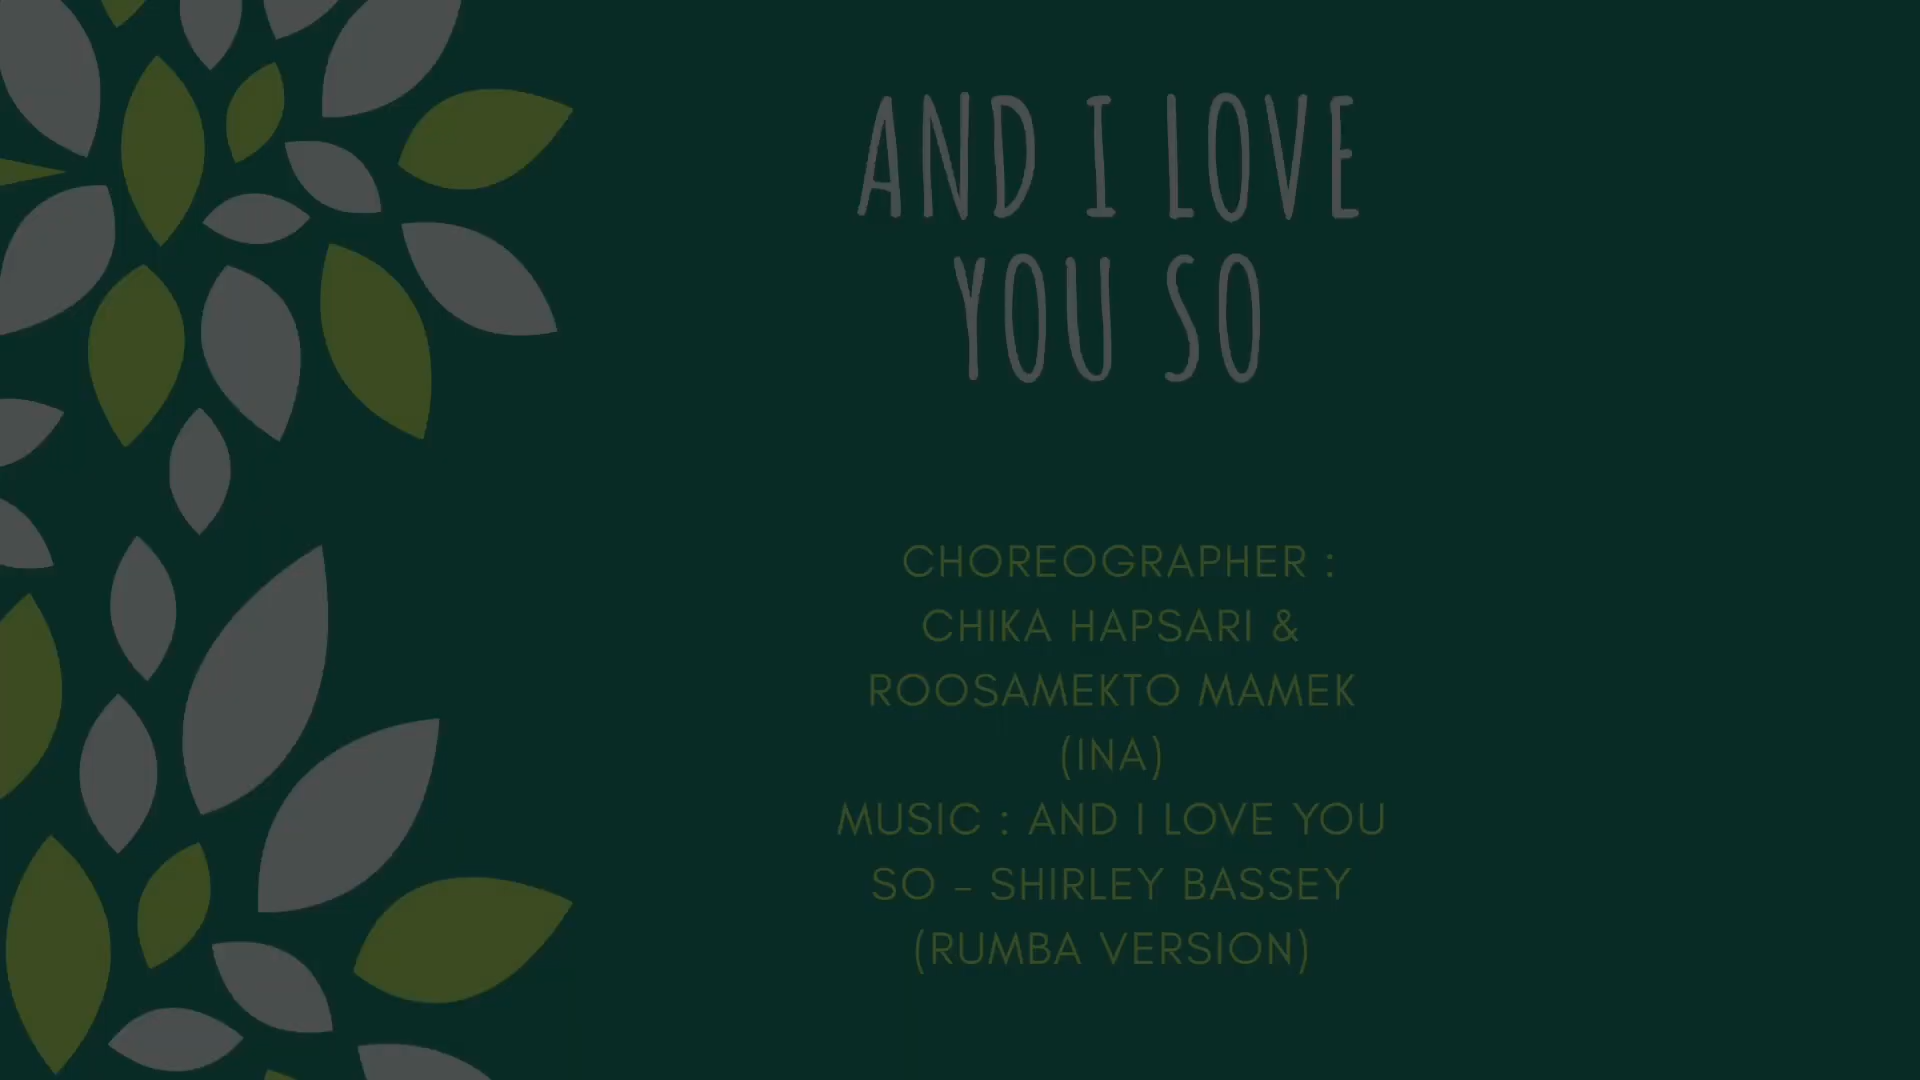 AND I LOVE
YOU SO
CHOREOGRAPHER :
CHIKA HAPSARI &
ROOSAMEKTO MAMEK
(INA)
MUSIC : AND I LOVE YOU
SO - SHIRLEY BASSEY
(RUMBA VERSION)